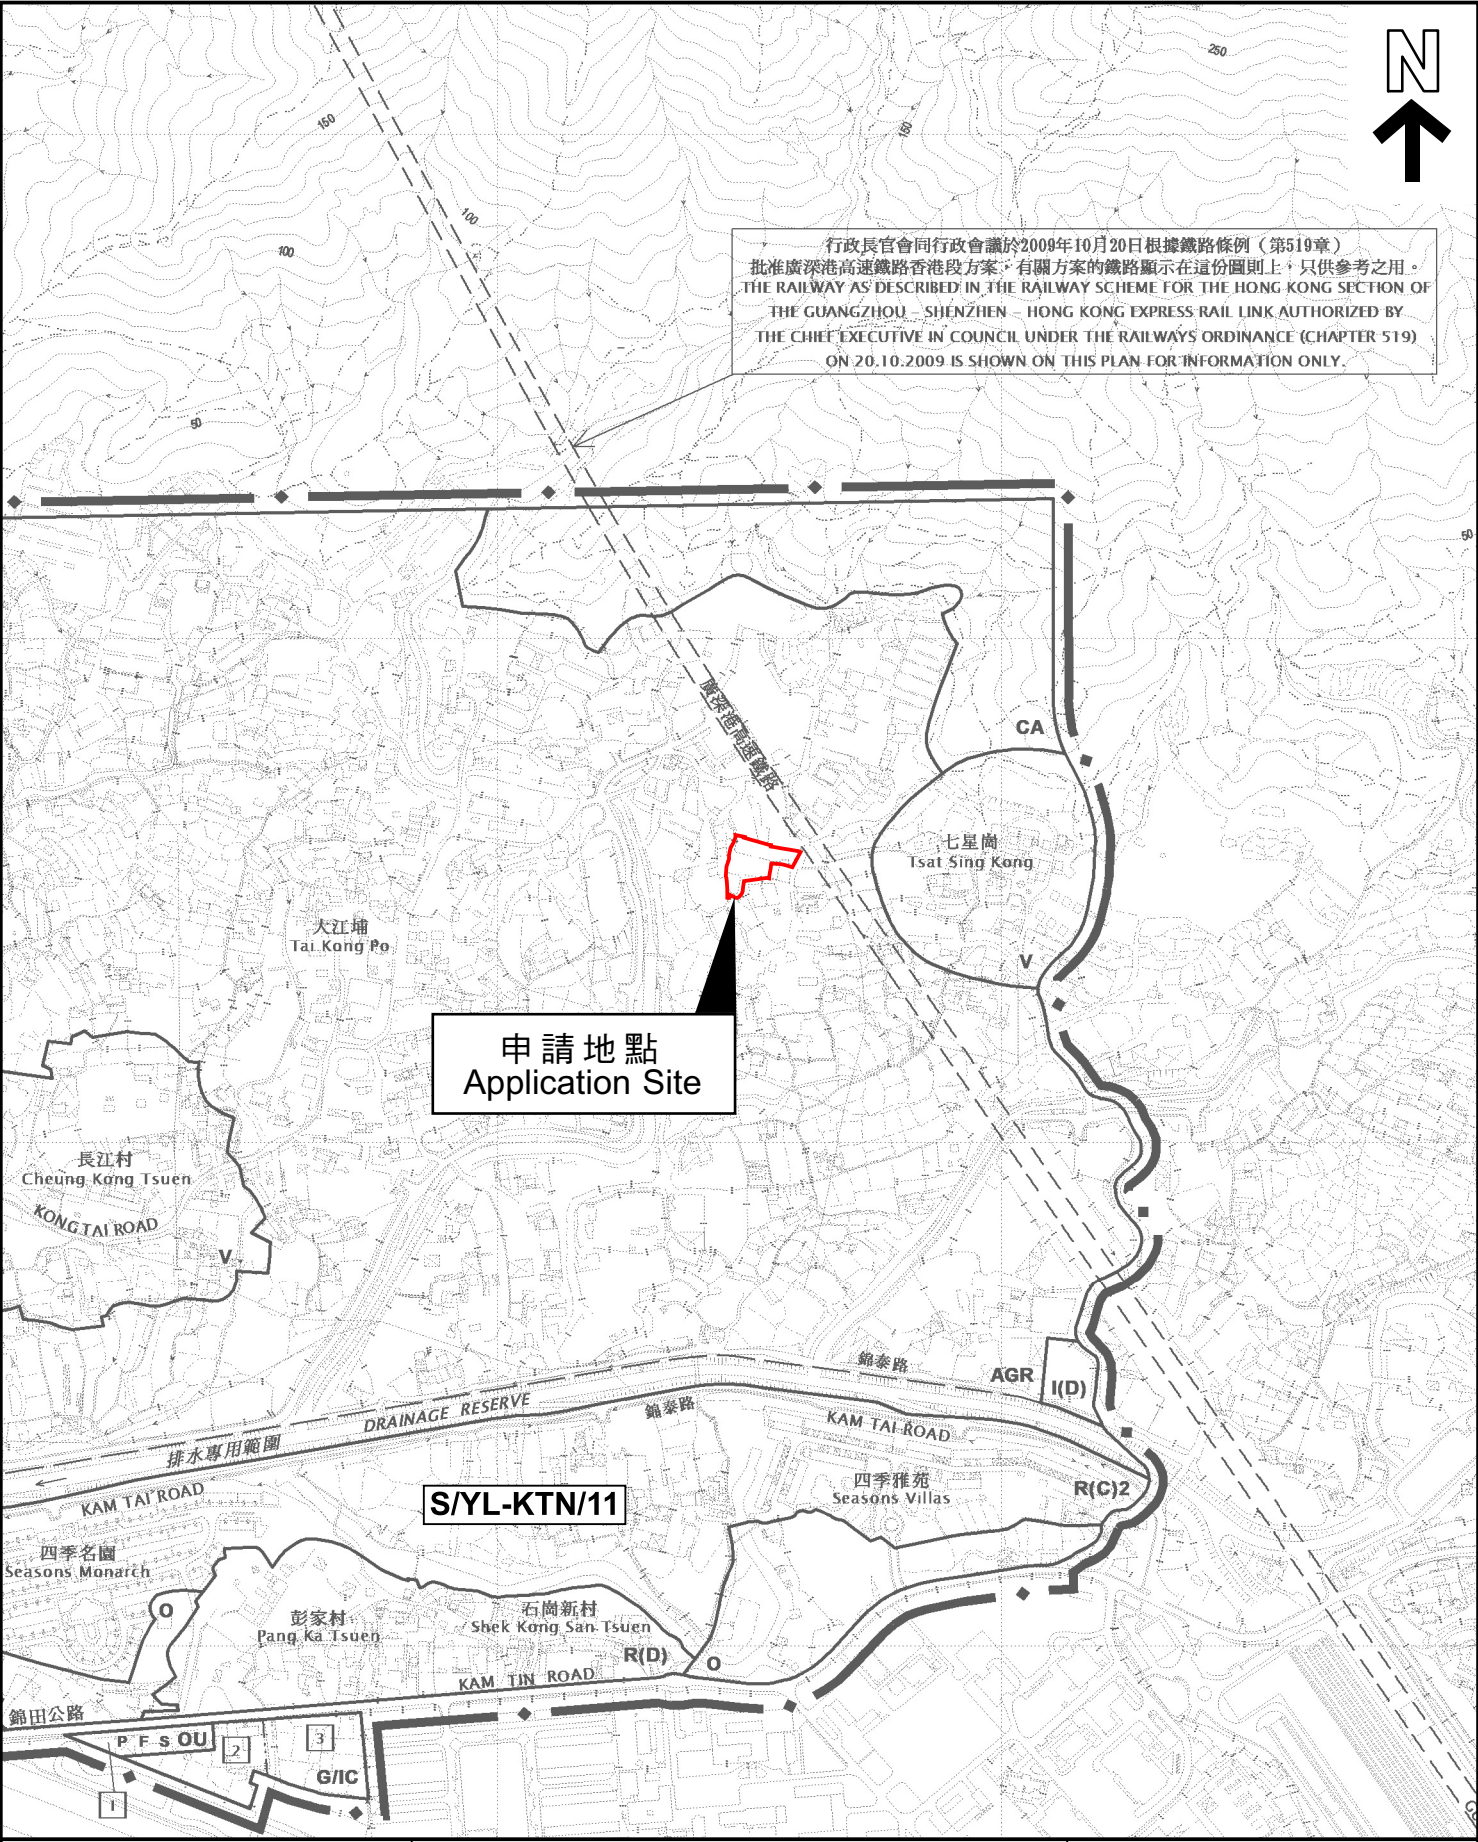 N
250
150
150
100
100
行政長官會同行政會議於2009年10月20日根據鐵路條例（第519章）
批准廣深港高速鐵路香港段方案，有關方案的鐵路顯示在這份圖則上，只供參考之用。
THE RAILWAY AS DESCRIBED IN THE RAILWAY SCHEME FOR THE HONG KONG SECTION OF
THE GUANGZHOU – SHENZHEN – HONG KONG EXPRESS RAIL LINK AUTHORIZED BY
THE CHIEF EXECUTIVE IN COUNCIL UNDER THE RAILWAYS ORDINANCE (CHAPTER 519)
ON 20.10.2009 IS SHOWN ON THIS PLAN FOR INFORMATION ONLY.
50
50
廣深港高速鐵路
CA
七星崗
Tsat Sing Kong
V
大江埔
Tai Kong Po
申請地點
Application Site
長江村
Cheung Kong Tsuen
KONG TAI ROAD
V
錦泰路
AGR
I(D)
DRAINAGE RESERVE
錦泰路
KAM TAI ROAD
排水專用範圍
KAM TAI ROAD
四季雅苑
Seasons Villas
R(C)2
S/YL-KTN/11
四季名園
Seasons Monarch
O
彭家村
Pang Ka Tsuen
石崗新村
Shek Kong San Tsuen
R(D)
O
KAM TIN ROAD
錦田公路
P F S OU
2
3
G/IC
1